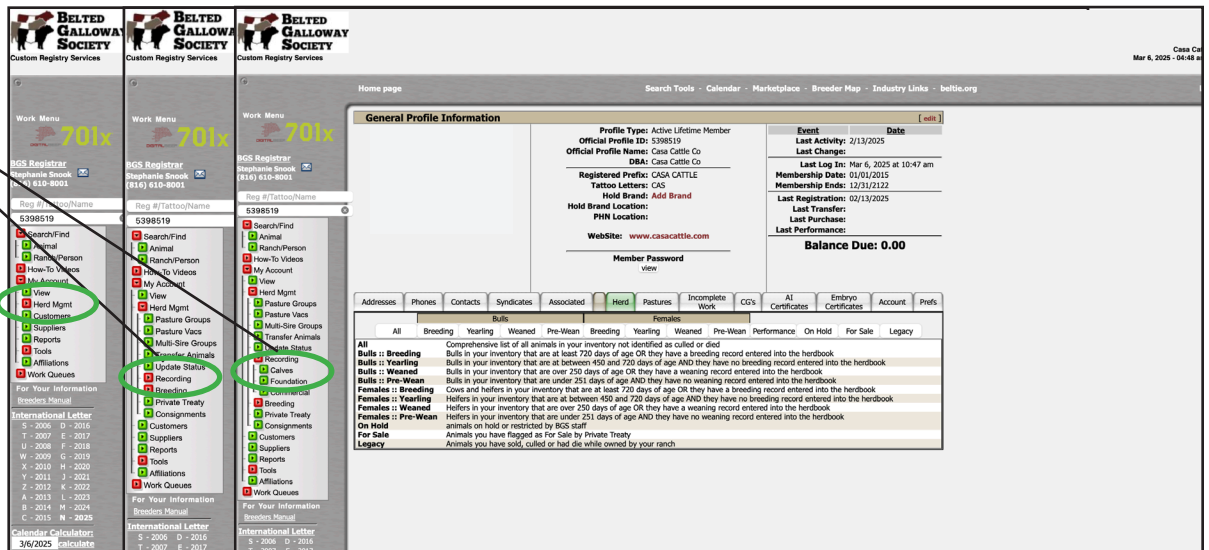 BELTED
GALLOWAY
SOCIETY
Custom Registry Services
Work Menu
701x
BGS Registrar
Stephanie Snook
(816) 610-8001
Reg #/Tattoo/Name
5398519
Search/Find
Animal
Ranch/Person
How-To Videos
My Account
View
Herd Mgmt
Customers
Suppliers
Reports
Tools
Affiliations
Work Queues
For Your Information
Breeders Manual
International Letter
S - 2006 D - 2016
T - 2007 E - 2017
U - 2008 F - 2018
W - 2009 G - 2019
X - 2010 H - 2020
Y - 2011 J - 2021
Z - 2012 K - 2022
A - 2013 L - 2023
B - 2014 M - 2024
C - 2015 N - 2025
Calendar Calculator:
3/6/2025 calculate
BELTED
GALLOWA
SOCIETY
Custom Registry Services
Work Menu
701x
BGS Registrar
Stephanie Snook
(816) 610-8001
Reg #/Tattoo/Name
5398519
Search/Find
Animal
Ranch/Person
How-To Videos
My Account
View
Herd Mgmt
Pasture Groups
Pasture Vacs
Multi-Sire Groups
Transfer Animals
Update Status
Recording
Breeding
Private Treaty
Consignments
Customers
Suppliers
Reports
Tools
Affiliations
Work Queues
For Your Information
Breeders Manual
International Letter
S - 2006 D - 2016
T - 2007 E - 2017
BELTED
GALLOWAY
SOCIETY
Custom Registry Services
Work Menu
701x
BGS Registrar
Stephanie Snook
(816) 610-8001
Reg #/Tattoo/Name
5398519
Search/Find
Animal
Ranch/Person
How-To Videos
My Account
View
Herd Mgmt
Pasture Groups
Pasture Vacs
Multi-Sire Groups
Transfer Animals
Update Status
Recording
Calves
Foundation
Commercial
Breeding
Private Treaty
Consignments
Customers
Suppliers
Reports
Tools
Affiliations
Work Queues
For Your Information
Breeders Manual
International Letter
S - 2006 D - 2016
Casa Cat
Mar 6, 2025 - 04:48 a
Home page Search Tools - Calendar - Marketplace - Breeder Map - Industry Links - beltie.org
General Profile Information [ edit ]
Profile Type: Active Lifetime Member
Official Profile ID: 5398519
Official Profile Name: Casa Cattle Co
DBA: Casa Cattle Co
Registered Prefix: CASA CATTLE
Tattoo Letters: CAS
Hold Brand: Add Brand
Hold Brand Location:
PHN Location:
WebSite: www.casacattle.com
Member Password
view
Event Date
Last Activity: 2/13/2025
Last Change:
Last Log In: Mar 6, 2025 at 10:47 am
Membership Date: 01/01/2015
Membership Ends: 12/31/2122
Last Registration: 02/13/2025
Last Transfer:
Last Purchase:
Last Performance:
Balance Due: 0.00
Addresses Phones Contacts Syndicates Associated Herd Pastures Incomplete Work CG's AI Certificates Embryo Certificates Account Prefs
Bulls Females
All Breeding Yearling Weaned Pre-Wean Breeding Yearling Weaned Pre-Wean Performance On Hold For Sale Legacy
All Comprehensive list of all animals in your inventory not identified as culled or died
Bulls :: Breeding Bulls in your inventory that are at least 720 days of age OR they have a breeding record entered into the herdbook
Bulls :: Yearling Bulls in your inventory that are at between 450 and 720 days of age AND they have no breeding record entered into the herdbook
Bulls :: Weaned Bulls in your inventory that are over 250 days of age OR they have a weaning record entered into the herdbook
Bulls :: Pre-Wean Bulls in your inventory that are under 251 days of age AND they have no weaning record entered into the herdbook
Females :: Breeding Cows and heifers in your inventory that are at least 720 days of age OR they have a breeding record entered into the herdbook
Females :: Yearling Heifers in your inventory that are at between 450 and 720 days of age AND they have no breeding record entered into the herdbook
Females :: Weaned Heifers in your inventory that are over 250 days of age OR they have a weaning record entered into the herdbook
Females :: Pre-Wean Heifers in your inventory that are under 251 days of age AND they have no weaning record entered into the herdbook
On Hold animals on hold or restricted by BGS staff
For Sale Animals you have flagged as For Sale by Private Treaty
Legacy Animals you have sold, culled or had die while owned by your ranch